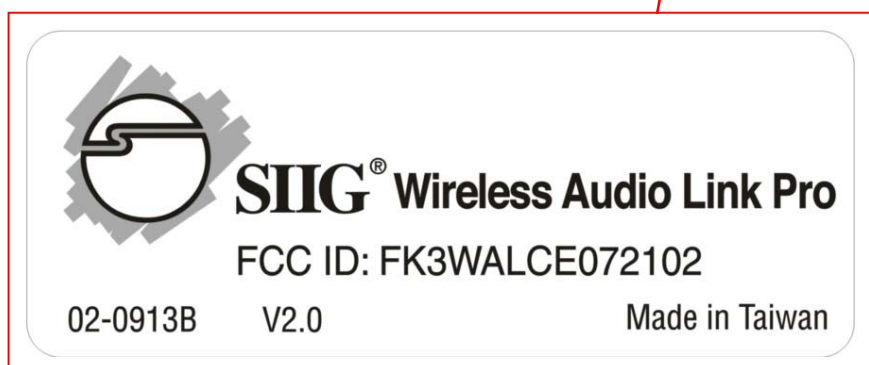 SIIG® Wireless Audio Link Pro
FCC ID: FK3WALCE072102
02-0913B V2.0 Made in Taiwan